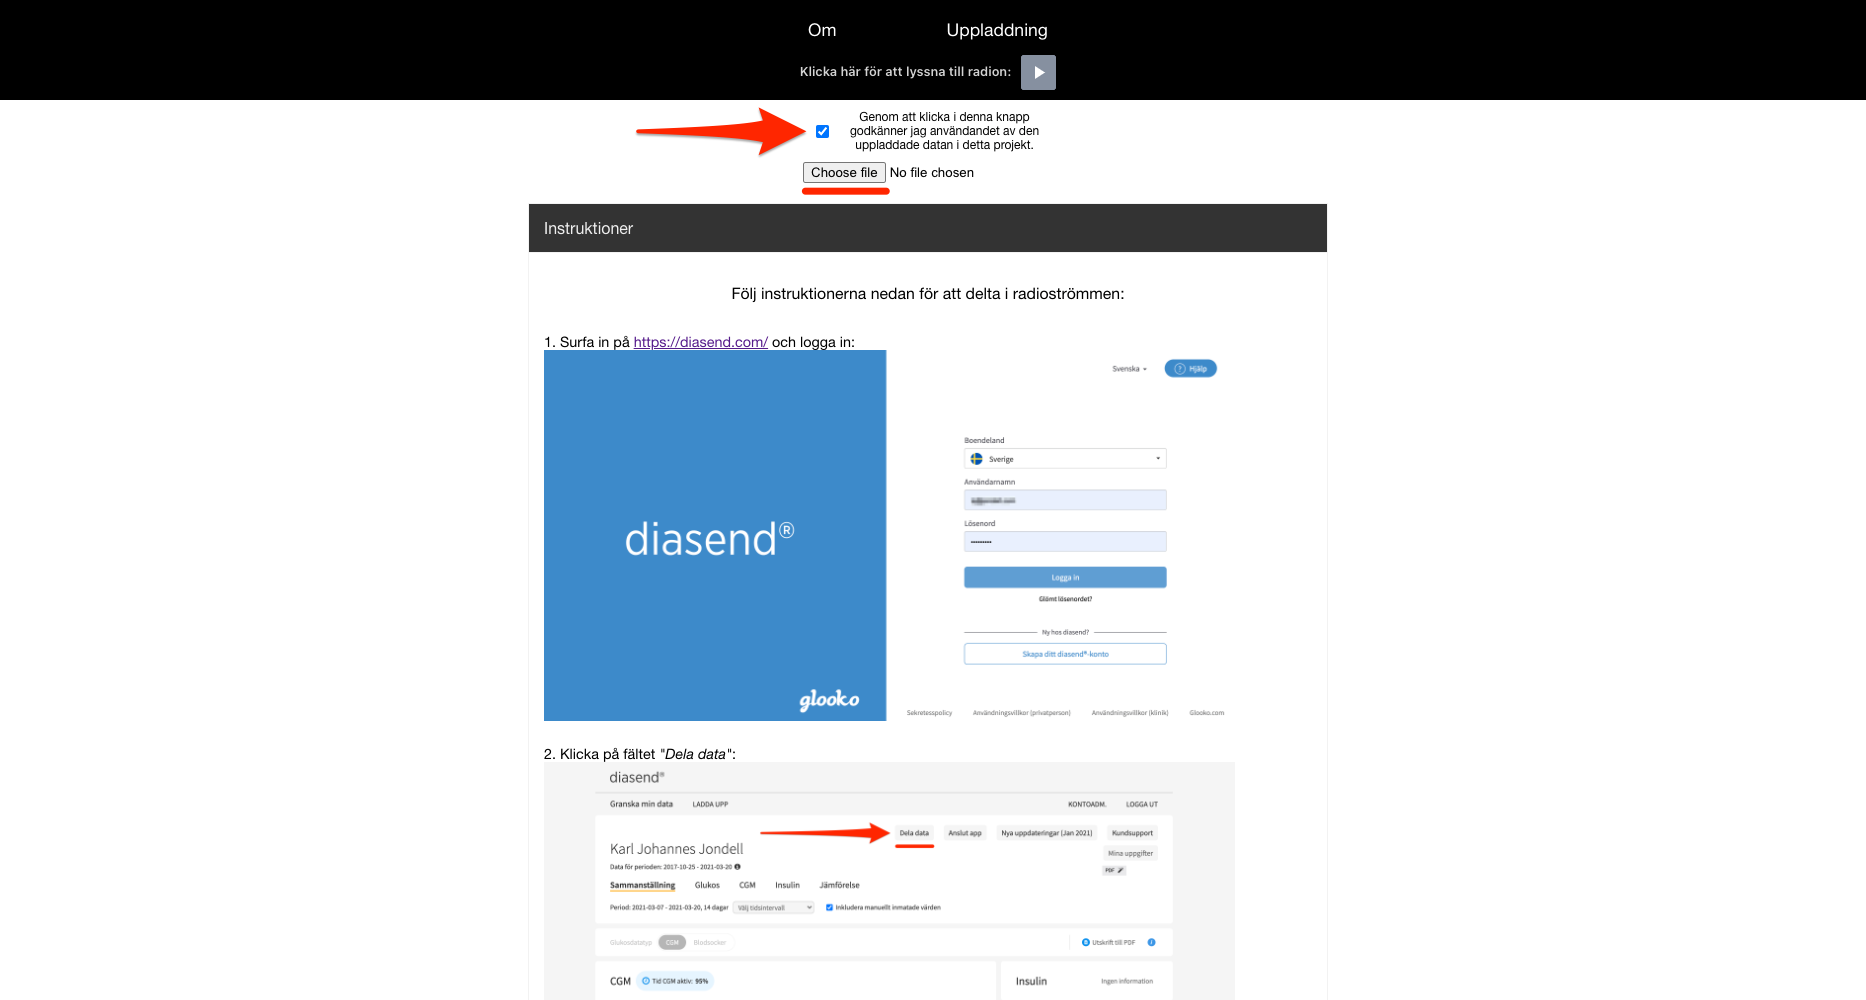 Om Uppladdning
Klicka här för att lyssna till radion:
Genom att klicka i denna knapp
godkänner jag användandet av den
uppladdade datan i detta projekt.
Choose file No file chosen
Instruktioner
Följ instruktionerna nedan för att delta i radioströmmen:
1. Surfa in på https://diasend.com/ och logga in:
Svenska ? Hjälp
Boendeland
Sverige
Användarnamn
diasend®
Lösenord
Logga in
Glömt lösenordet?
Ny hos diasend?
Skapa ditt diasend®-konto
glooko
Sekretesspolicy Användningsvillkor (privatperson) Användningsvillkor (klinik) Glooko.com
2. Klicka på fältet "Dela data":
diasend®
Granska min data LADDA UPP KONTOADM. LOGGA UT
Dela data Anslut app Nya uppdateringar (Jan 2021) Kundsupport
Karl Johannes Jondell
Mina uppgifter
Data för perioden: 2017-10-25 - 2021-03-20
PDF
Sammanställning Glukos CGM Insulin Jämförelse
Period: 2021-03-07 - 2021-03-20, 14 dagar Välj tidsintervall Inkludera manuellt inmatade värden
Glukosdatatyp CGM Blodsocker Utskrift till PDF
CGM Tid CGM aktiv: 95% Insulin Ingen information